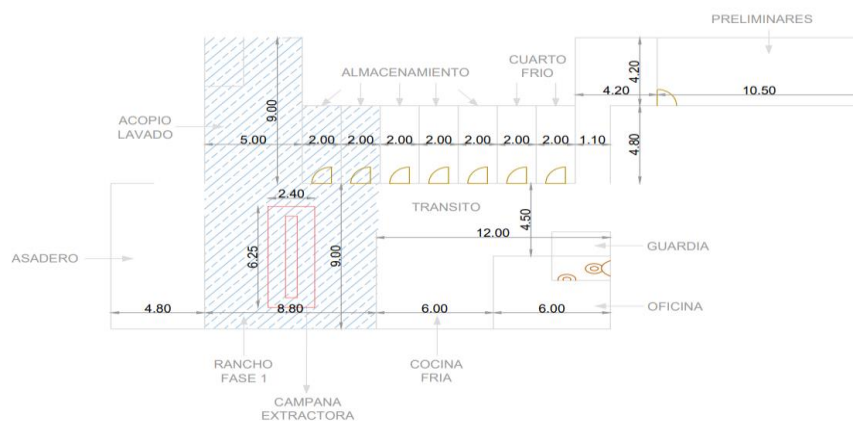 PRELIMINARES
CUARTO
FRIO
ALMACENAMIENTO
4.20
4.20
10.50
ACOPIO
LAVADO
9.00
5.00
2.00
2.00
2.00
2.00
2.00
2.00
2.00
1.10
4.80
2.40
TRANSITO
4.50
12.00
GUARDIA
ASADERO
6.25
9.00
OFICINA
4.80
8.80
6.00
6.00
RANCHO
FASE 1
COCINA
FRIA
CAMPANA
EXTRACTORA